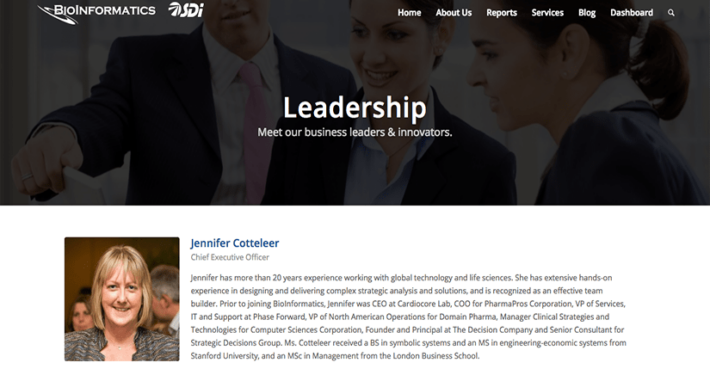 BIOINFORMATICS SDi Home About Us Reports Services Blog Dashboard
Leadership
Meet our business leaders & innovators.
Jennifer Cotteleer
Chief Executive Officer
Jennifer has more than 20 years experience working with global technology and life sciences. She has extensive hands-on
experience in designing and delivering complex strategic analysis and solutions, and is recognized as an effective team
builder. Prior to joining BioInformatics, Jennifer was CEO at Cardiocore Lab, COO for PharmaPros Corporation, VP of Services,
IT and Support at Phase Forward, VP of North American Operations for Domain Pharma, Manager Clinical Strategies and
Technologies for Computer Sciences Corporation, Founder and Principal at The Decision Company and Senior Consultant for
Strategic Decisions Group. Ms. Cotteleer received a BS in symbolic systems and an MS in engineering-economic systems from
Stanford University, and an MSc in Management from the London Business School.